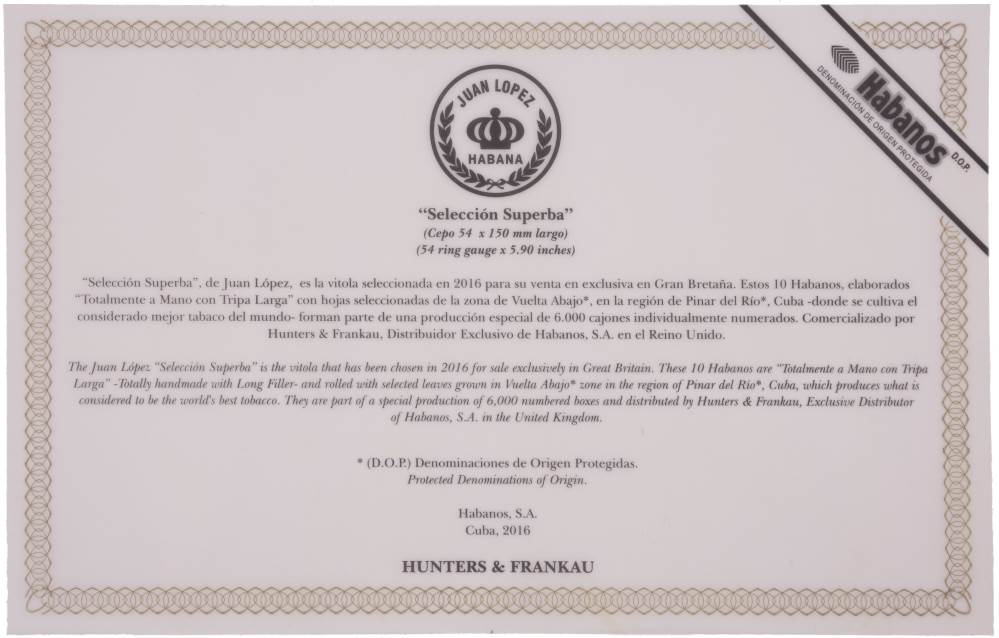 JUAN LOPEZ
HABANA
Habanos
D.O.P.
DENOMINACIÓN DE ORIGEN PROTEGIDA
“Selección Superba”
(Cepo 54 x 150 mm largo)
(54 ring gauge x 5.90 inches)
“Selección Superba”, de Juan López, es la vitola seleccionada en 2016 para su venta en exclusiva en Gran Bretaña. Estos 10 Habanos, elaborados
“Totalmente a Mano con Tripa Larga” con hojas seleccionadas de la zona de Vuelta Abajo*, en la región de Pinar del Río*, Cuba -donde se cultiva el
considerado mejor tabaco del mundo- forman parte de una producción especial de 6.000 cajones individualmente numerados. Comercializado por
Hunters & Frankau, Distribuidor Exclusivo de Habanos, S.A. en el Reino Unido.
The Juan López “Selección Superba” is the vitola that has been chosen in 2016 for sale exclusively in Great Britain. These 10 Habanos are “Totalmente a Mano con Tripa
Larga” -Totally handmade with Long Filler- and rolled with selected leaves grown in Vuelta Abajo* zone in the region of Pinar del Río*, Cuba, which produces what is
considered to be the world's best tobacco. They are part of a special production of 6,000 numbered boxes and distributed by Hunters & Frankau, Exclusive Distributor
of Habanos, S.A. in the United Kingdom.
* (D.O.P.) Denominaciones de Origen Protegidas.
Protected Denominations of Origin.
Habanos, S.A.
Cuba, 2016
HUNTERS & FRANKAU